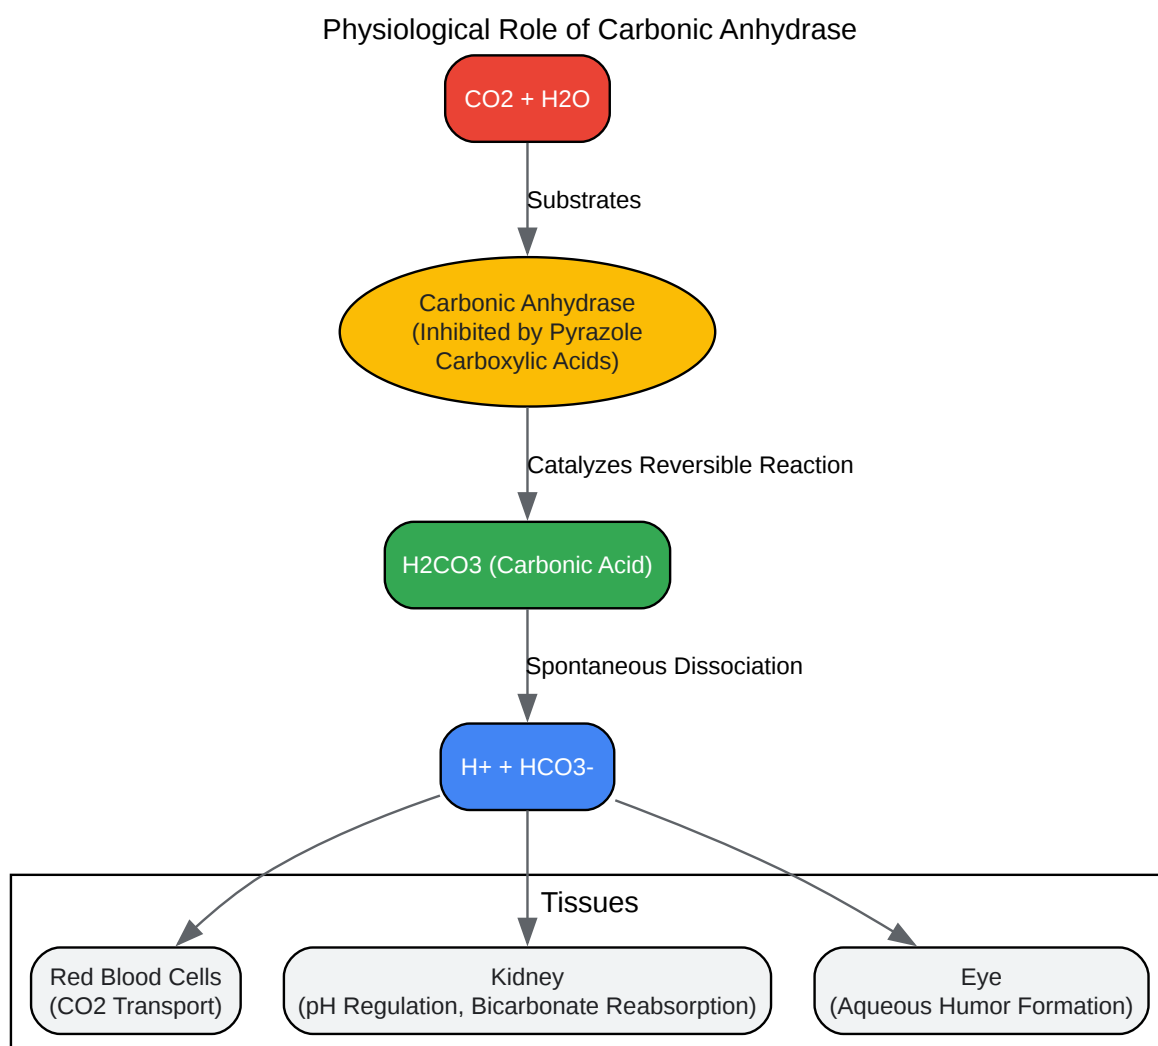 Physiological Role of Carbonic Anhydrase
CO2 + H2O
Substrates
Carbonic Anhydrase
(Inhibited by Pyrazole
Carboxylic Acids)
Catalyzes Reversible Reaction
H2CO3 (Carbonic Acid)
Spontaneous Dissociation
H+ + HCO3-
Tissues
Red Blood Cells
(CO2 Transport)
Kidney
(pH Regulation, Bicarbonate Reabsorption)
Eye
(Aqueous Humor Formation)